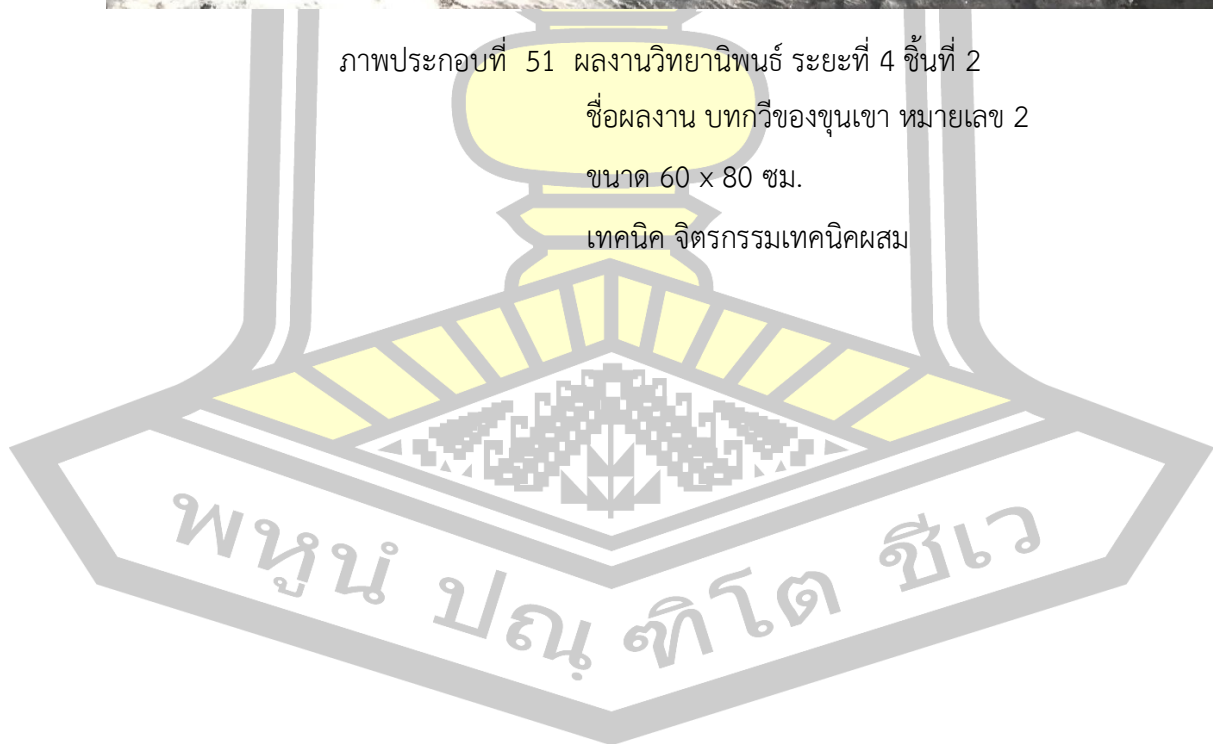 ภาพประกอบที่ 51 ผลงานวิทยานิพนธ์ ระยะที่ 4 ชิ้นที่ 2
ชื่อผลงาน บทกวีของขุนเขา หมายเลข 2
ขนาด 60 x 80 ซม.
เทคนิค จิตรกรรมเทคนิคผสม
พหูนํ ปณฺฑิโต ชีเว